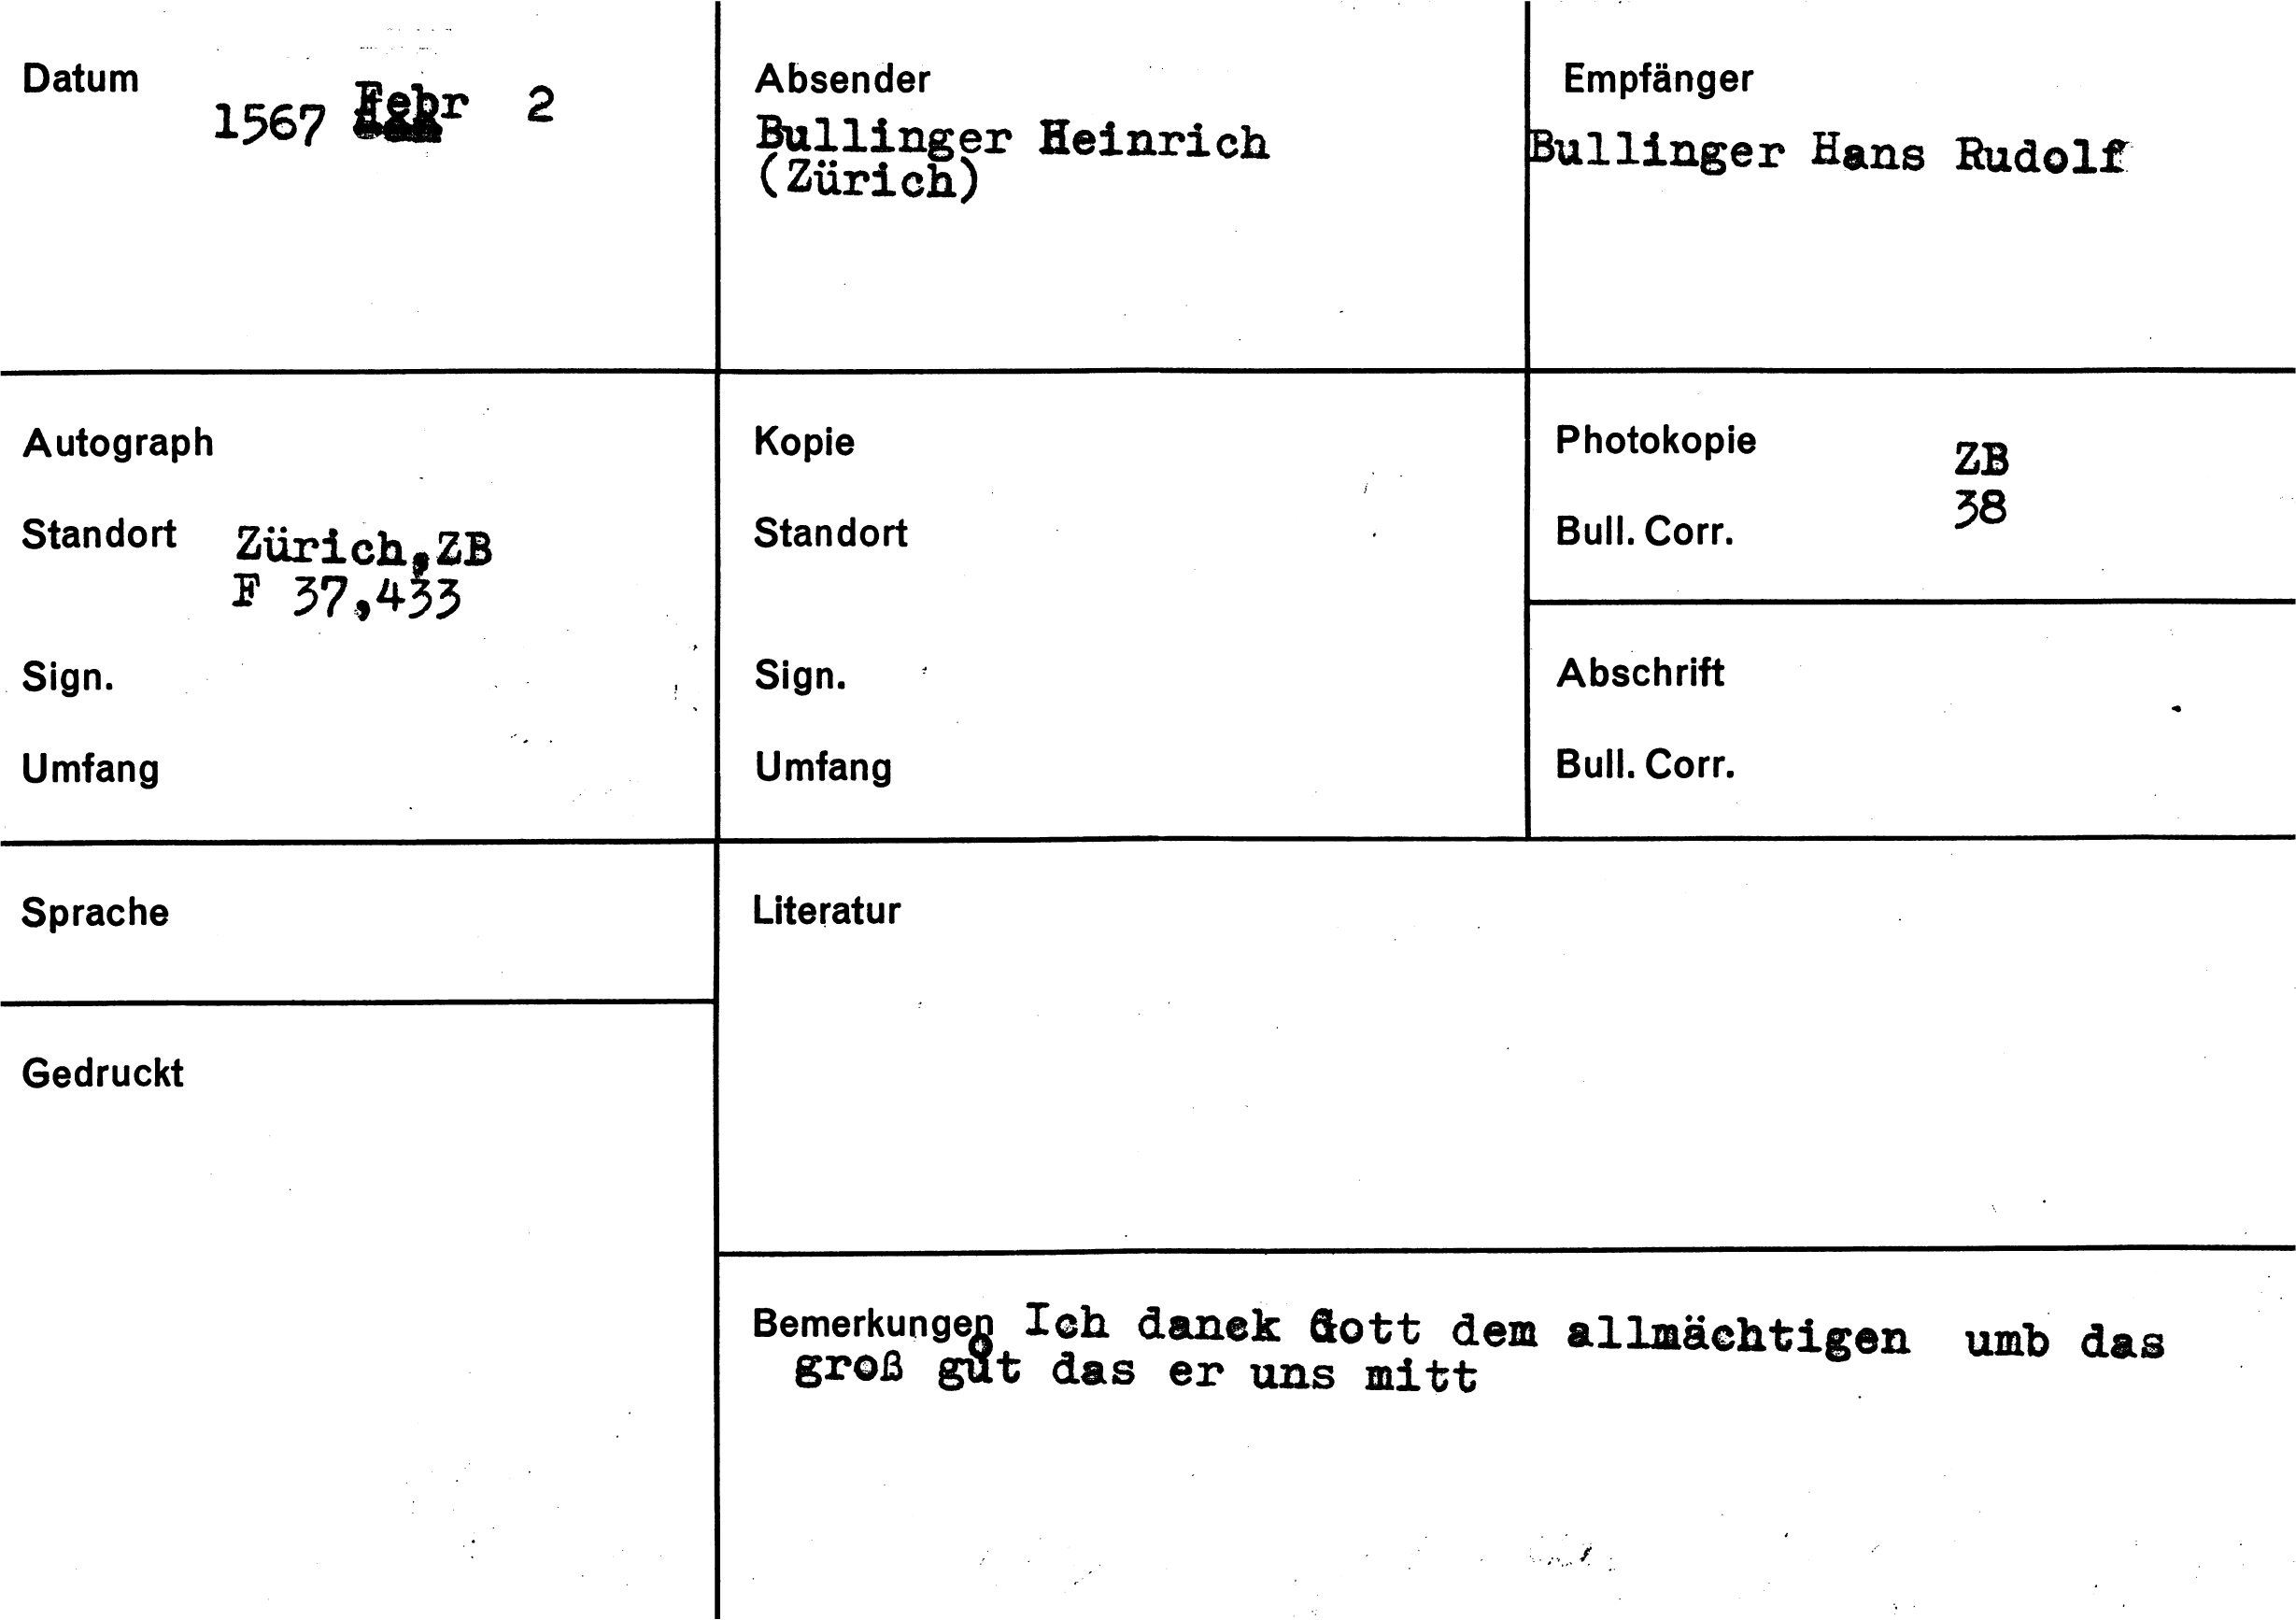 Datum
1567 Febr 2
Absender
Bullinger Heinrich
(Zürich)
Empfänger
Bullinger Hans Rudolf
Autograph
Standort Zürich,ZB
F 37,433
Sign.
Umfang
Kopie
Standort
Sign.
Umfang
Photokopie ZB
38
Bull. Corr.
Abschrift
Bull. Corr.
Sprache
Literatur
Gedruckt
Bemerkungen Ich danck Gott dem allmächtigen umb das
groß gůt das er uns mitt